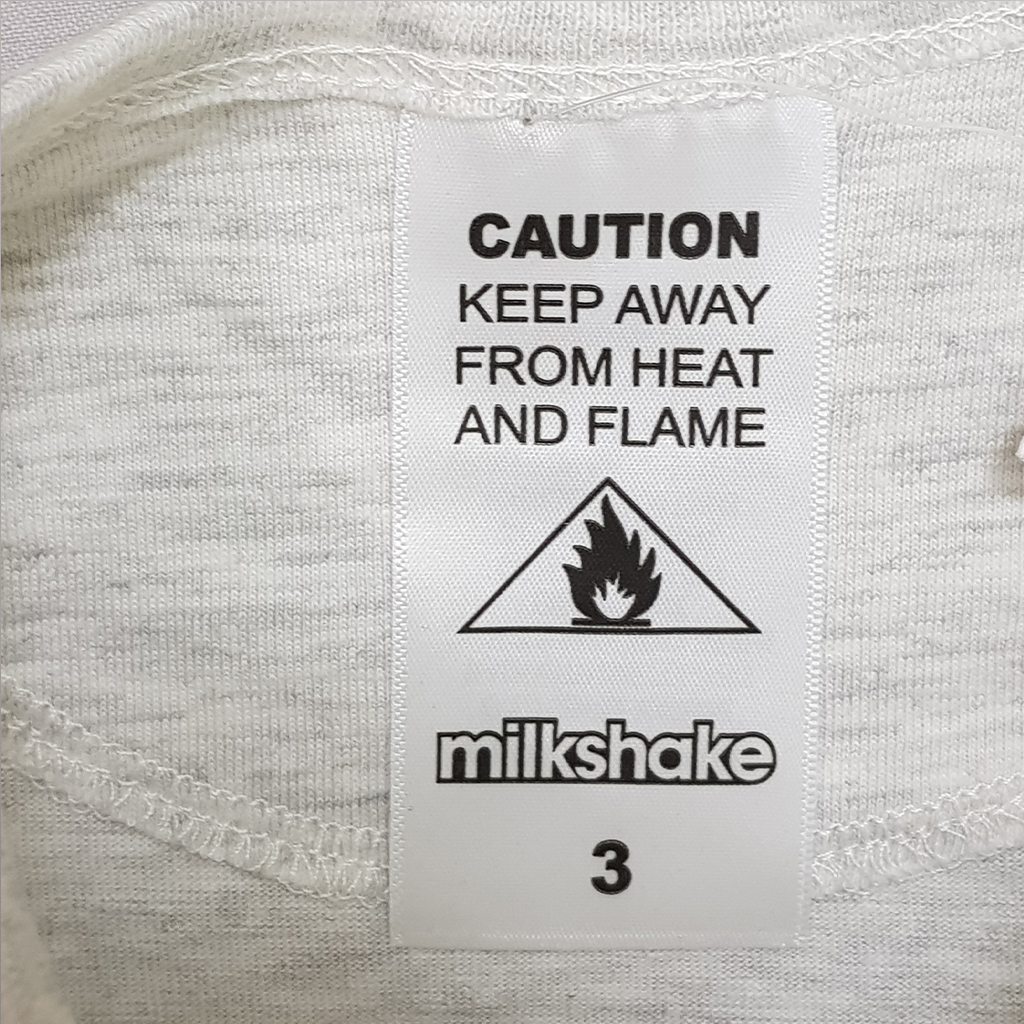 CAUTION
KEEP AWAY
FROM HEAT
AND FLAME
milkshake
3